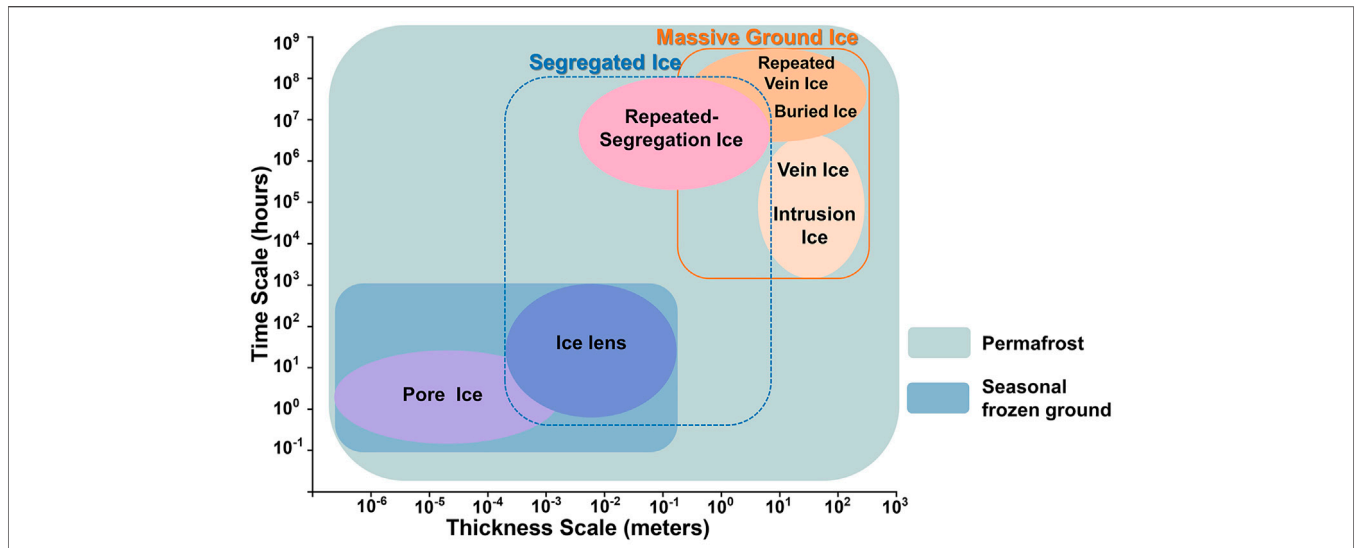 Massive Ground Ice
Segregated Ice
Repeated
Vein Ice
Buried Ice
Repeated-
Segregation Ice
Vein Ice
Intrusion
Ice
Ice lens
Pore Ice
Time Scale (hours)
10⁹
10⁸
10⁷
10⁶
10⁵
10⁴
10³
10²
10¹
10⁰
10⁻¹
10⁻⁶ 10⁻⁵ 10⁻⁴ 10⁻³ 10⁻² 10⁻¹ 10⁰ 10¹ 10² 10³
Thickness Scale (meters)
Permafrost
Seasonal
frozen ground